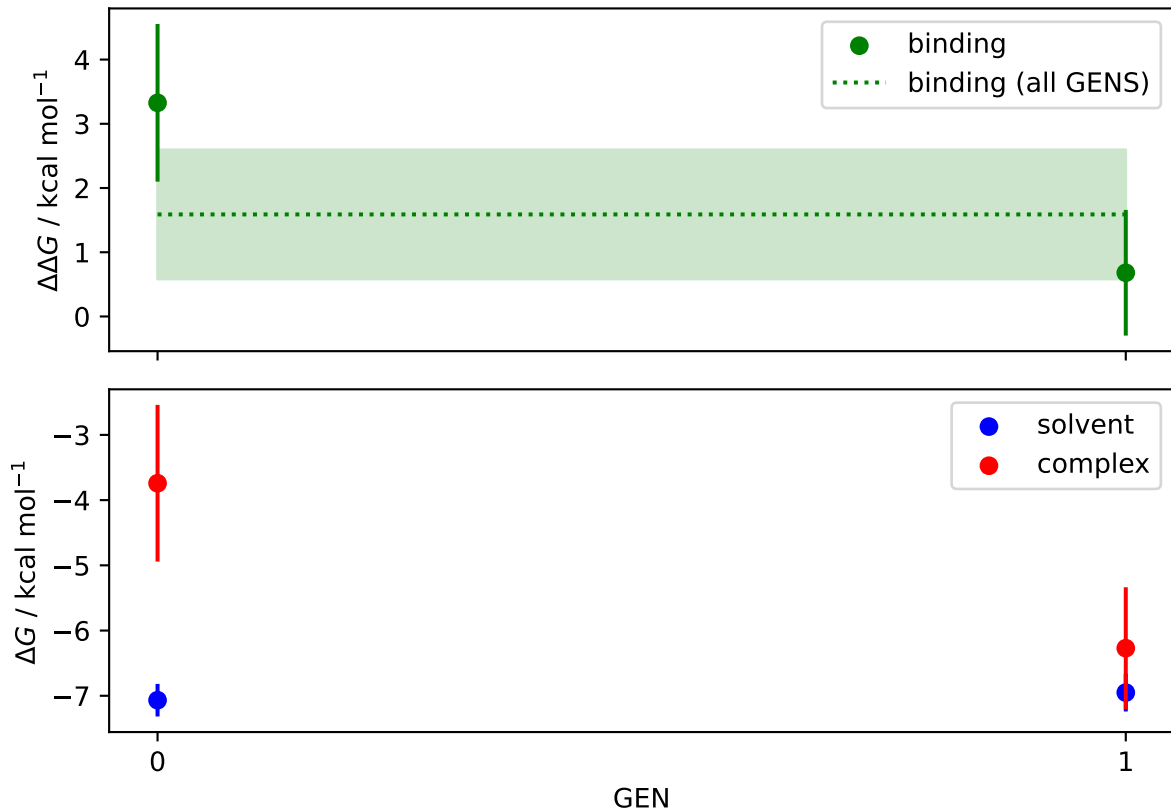 ΔΔG / kcal mol⁻¹
4
3
2
1
0
binding
binding (all GENS)
ΔG / kcal mol⁻¹
−3
−4
−5
−6
−7
solvent
complex
0
1
GEN